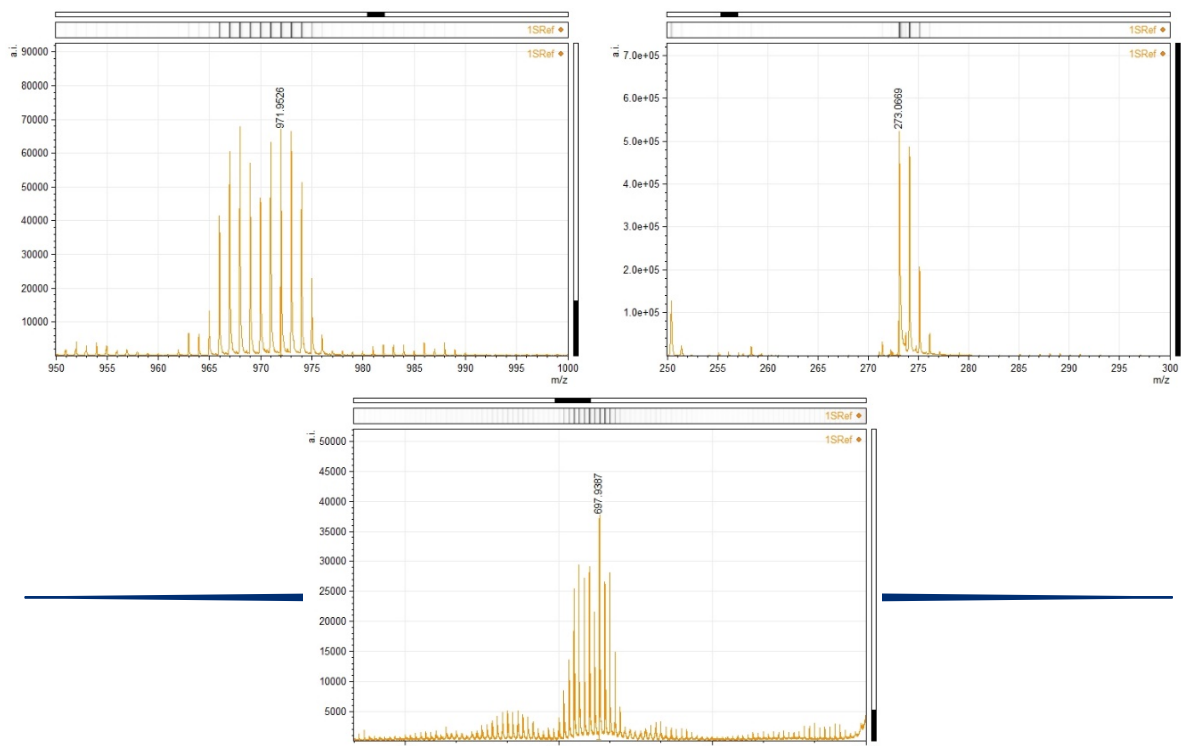 1SRef
a.i.
1SRef
90000
971.9526
80000
70000
60000
50000
40000
30000
20000
10000
950 955 960 965 970 975 980 985 990 995 1000
m/z
1SRef
a.i.
1SRef
7.0e+05
273.0669
6.0e+05
5.0e+05
4.0e+05
3.0e+05
2.0e+05
1.0e+05
250 255 260 265 270 275 280 285 290 295 300
m/z
1SRef
a.i.
1SRef
50000
697.9387
45000
40000
35000
30000
25000
20000
15000
10000
5000